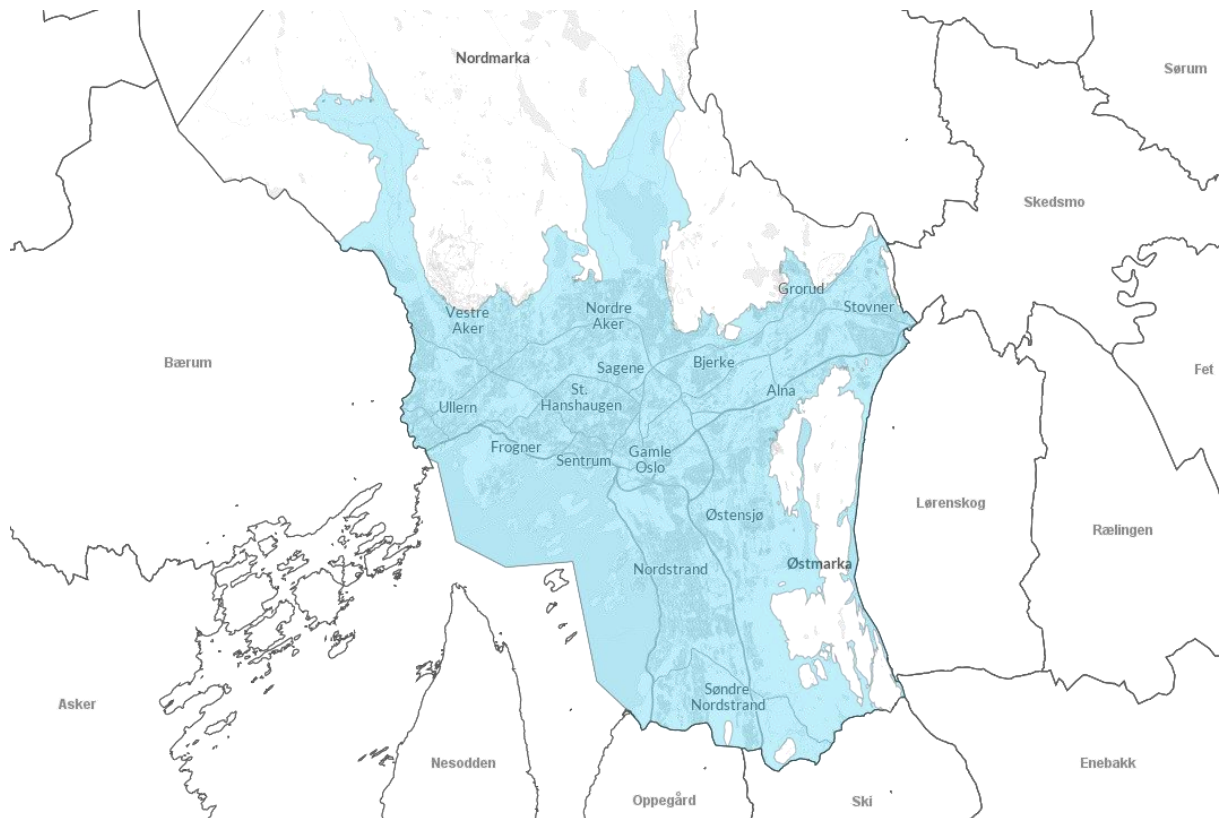 Nordmarka
Sørum
Skedsmo
Grorud
Stovner
Vestre
Aker
Nordre
Aker
Bærum
Sagene
Bjerke
Fet
Alna
St.
Hanshaugen
Ullern
Frogner
Sentrum
Gamle
Oslo
Lørenskog
Østensjø
Rælingen
Nordstrand
Østmarka
Søndre
Nordstrand
Asker
Nesodden
Enebakk
Oppegård
Ski